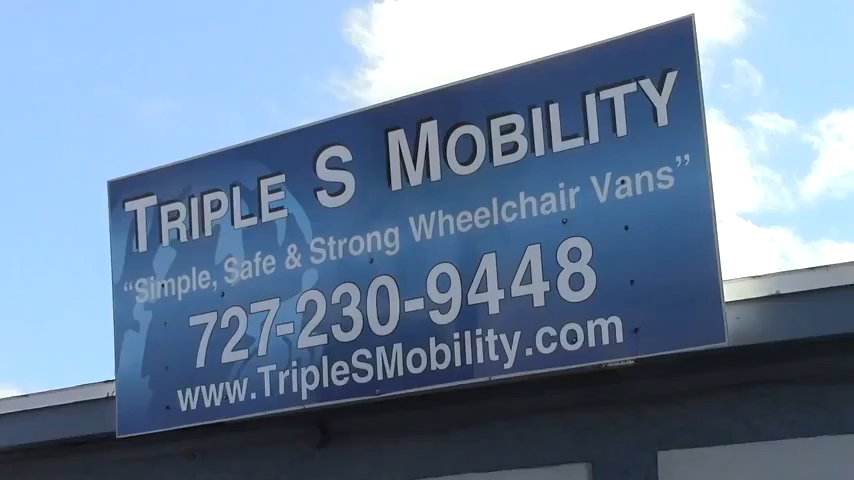 TRIPLE S MOBILITY
“Simple, Safe & Strong Wheelchair Vans”
727-230-9448
www.TripleSMobility.com